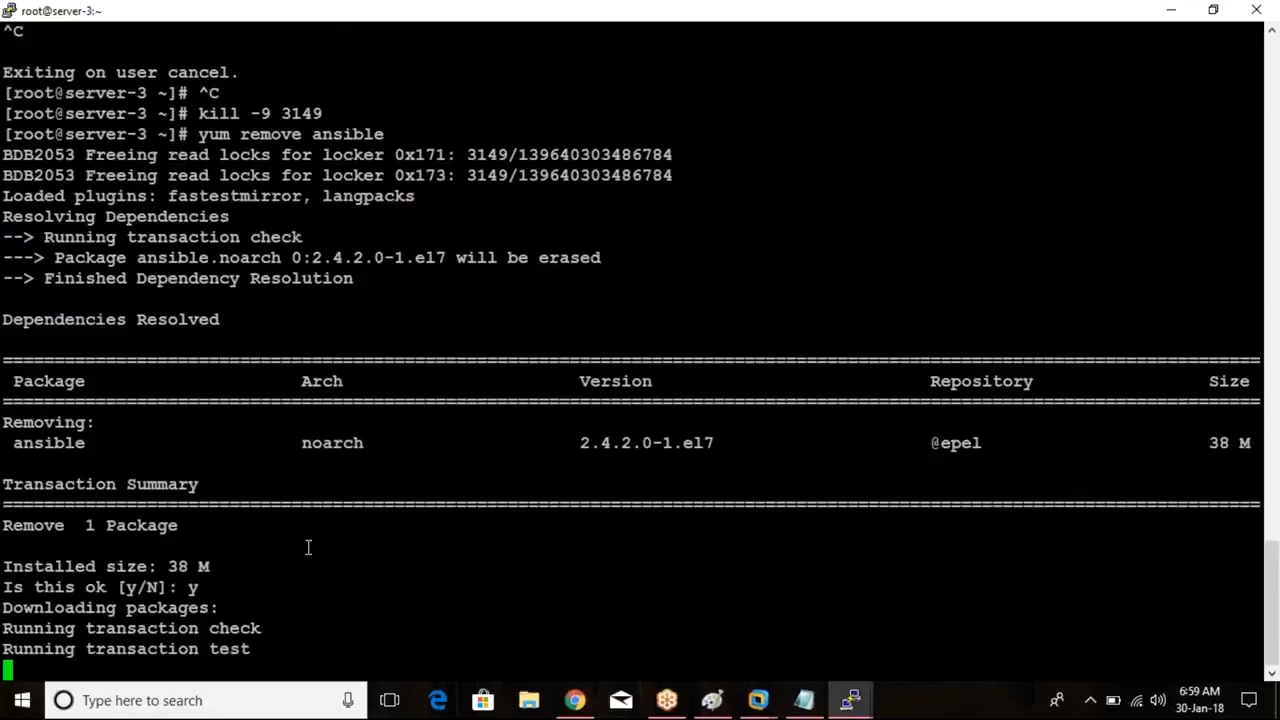 root@server-3:~
^C
Exiting on user cancel.
[root@server-3 ~]# ^C
[root@server-3 ~]# kill -9 3149
[root@server-3 ~]# yum remove ansible
BDB2053 Freeing read locks for locker 0x171: 3149/139640303486784
BDB2053 Freeing read locks for locker 0x173: 3149/139640303486784
Loaded plugins: fastestmirror, langpacks
Resolving Dependencies
--> Running transaction check
---> Package ansible.noarch 0:2.4.2.0-1.el7 will be erased
--> Finished Dependency Resolution
Dependencies Resolved
Package Arch Version Repository Size
Removing:
ansible noarch 2.4.2.0-1.el7 @epel 38 M
Transaction Summary
Remove 1 Package
Installed size: 38 M
Is this ok [y/N]: y
Downloading packages:
Running transaction check
Running transaction test
Type here to search
6:59 AM
30-Jan-18